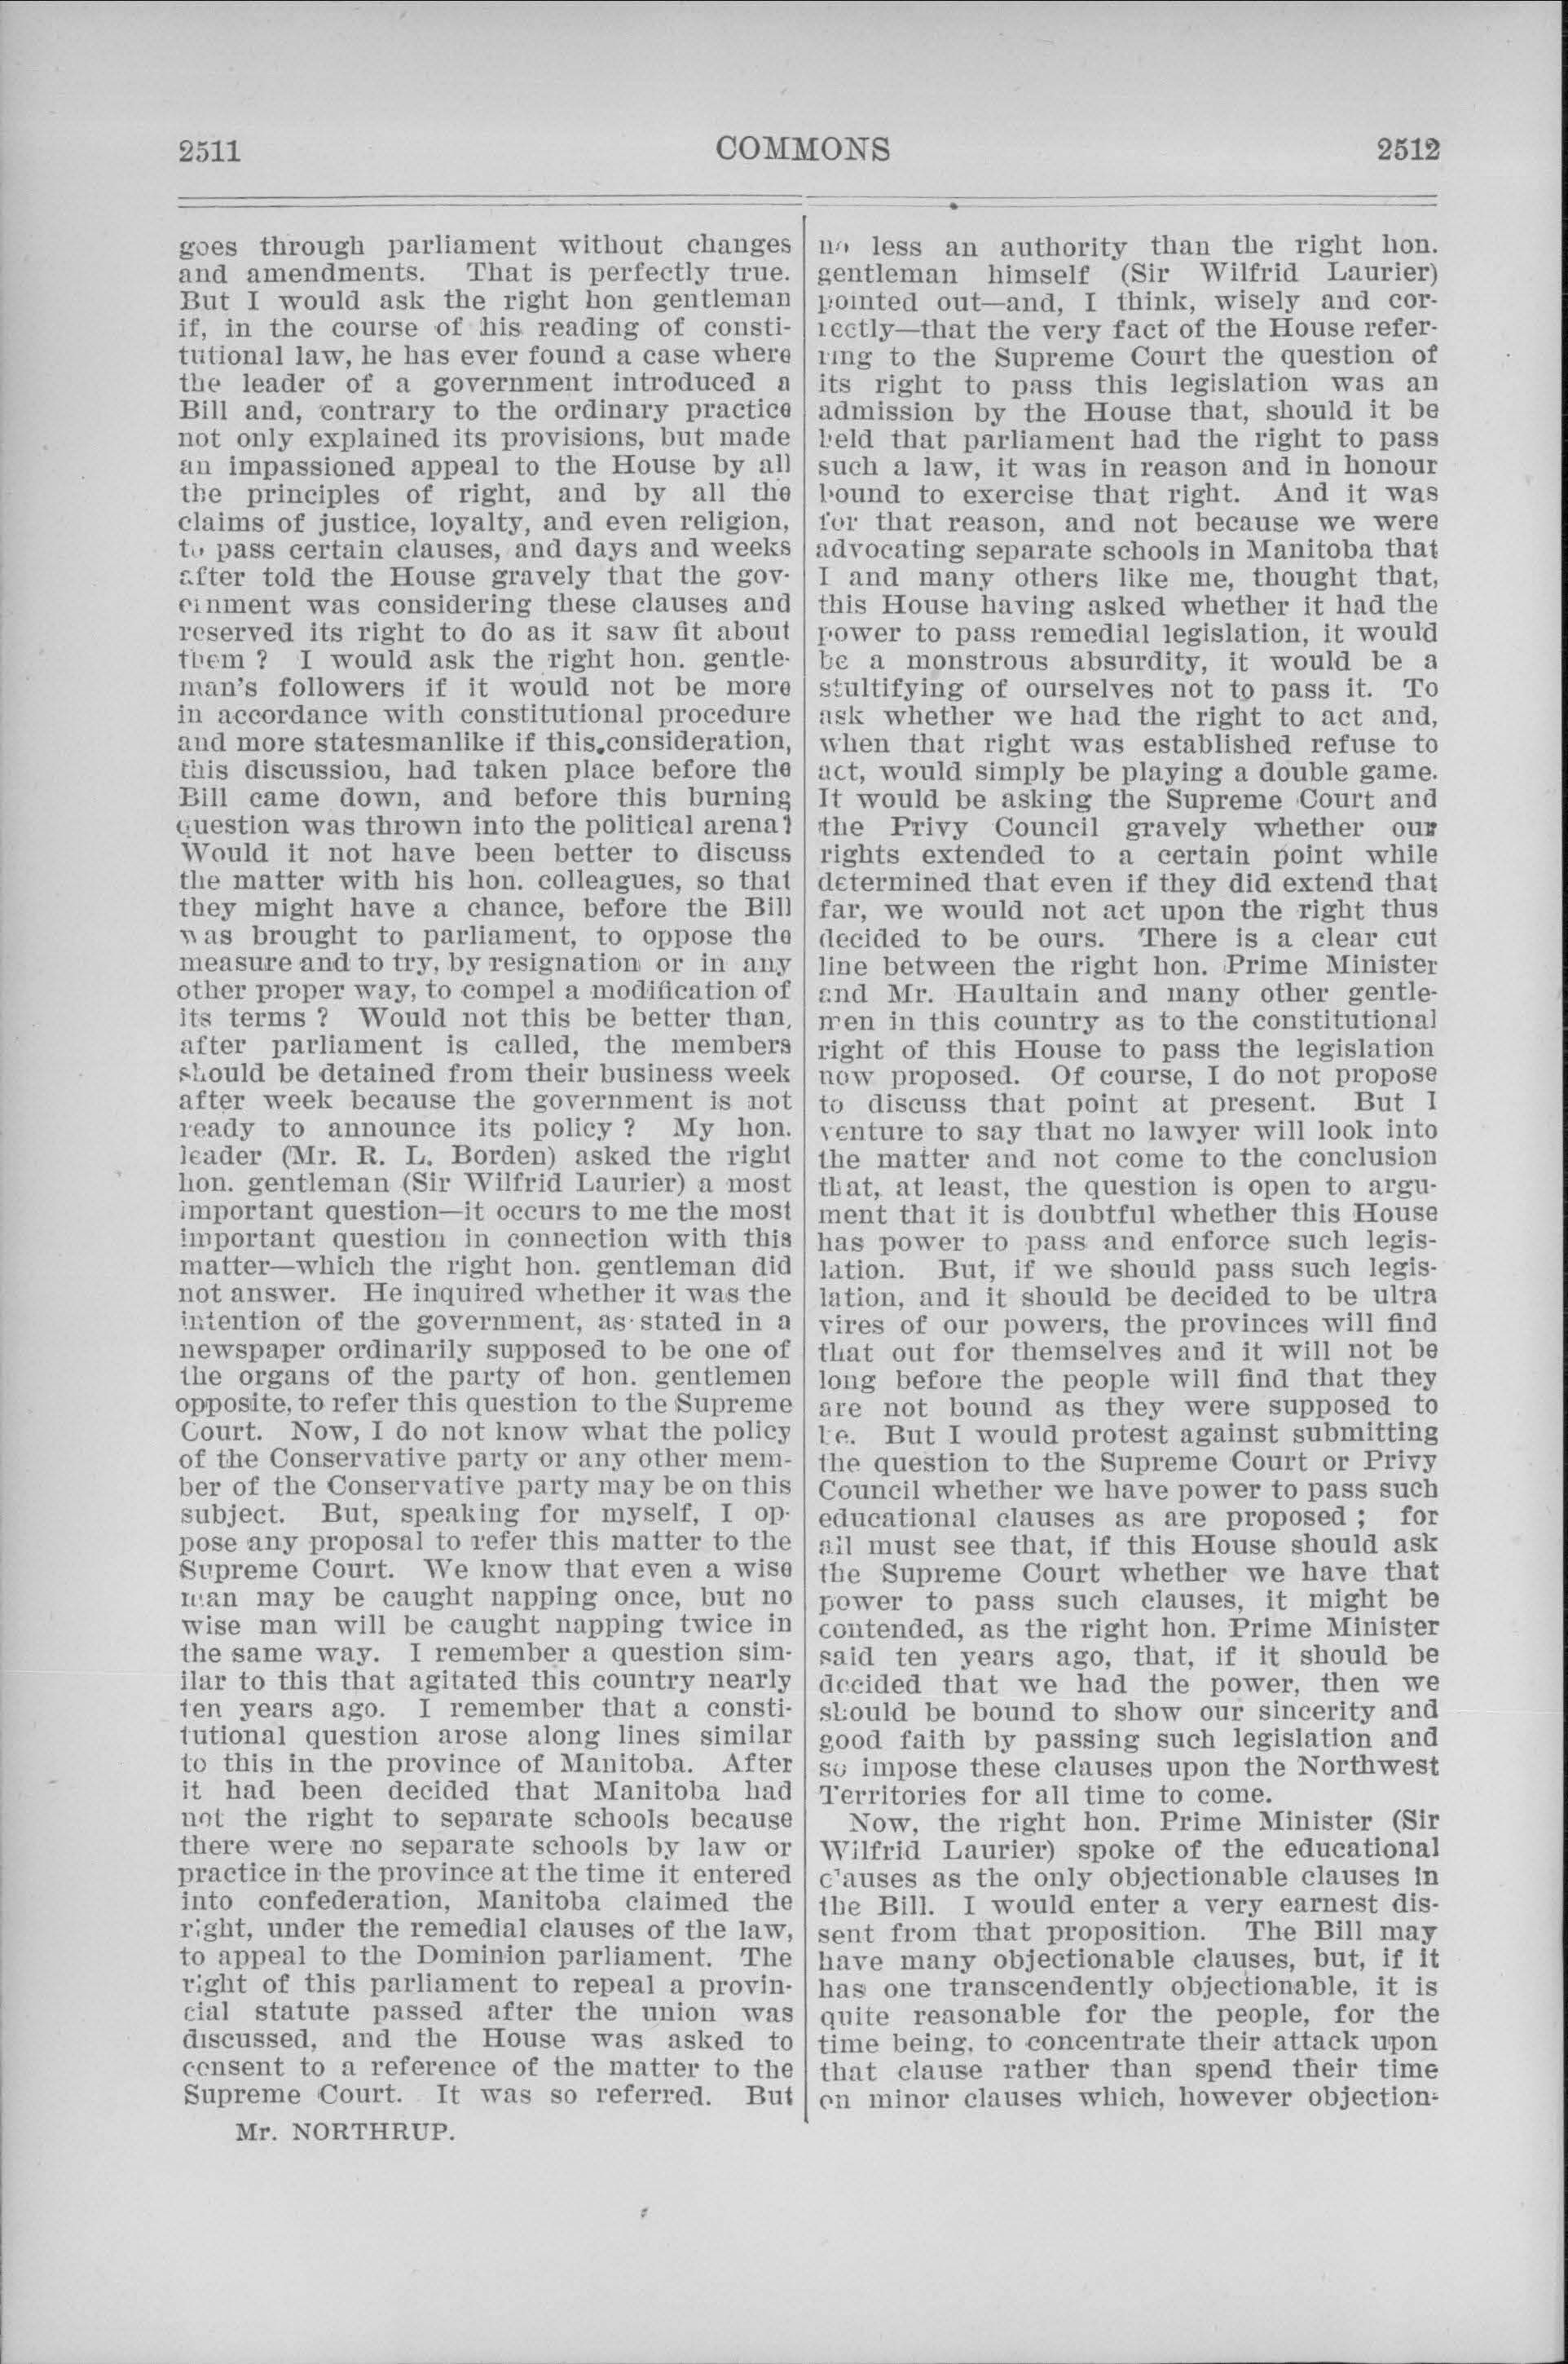 2511
COMMONS
2512
goes through parliament without changes
and amendments. That is perfectly true.
But I would ask the right hon gentleman
if, in the course of his reading of consti-
tutional law, he has ever found a case where
the leader of a government introduced a
Bill and, contrary to the ordinary practice
not only explained its provisions, but made
an impassioned appeal to the House by all
the principles of right, and by all the
claims of justice, loyalty, and even religion,
to pass certain clauses, and days and weeks
after told the House gravely that the gov-
ernment was considering these clauses and
reserved its right to do as it saw fit about
them ? I would ask the right hon. gentle-
man's followers if it would not be more
in accordance with constitutional procedure
and more statesmanlike if this consideration,
this discussion, had taken place before the
Bill came down, and before this burning
question was thrown into the political arena?
Would it not have been better to discuss
the matter with his hon. colleagues, so that
they might have a chance, before the Bill
was brought to parliament, to oppose the
measure and to try, by resignation or in any
other proper way, to compel a modification of
its terms ? Would not this be better than,
after parliament is called, the members
should be detained from their business week
after week because the government is not
ready to announce its policy ? My hon.
leader (Mr. R. L. Borden) asked the right
hon. gentleman (Sir Wilfrid Laurier) a most
important question—it occurs to me the most
important question in connection with this
matter—which the right hon. gentleman did
not answer. He inquired whether it was the
intention of the government, as stated in a
newspaper ordinarily supposed to be one of
the organs of the party of hon. gentlemen
opposite, to refer this question to the Supreme
Court. Now, I do not know what the policy
of the Conservative party or any other mem-
ber of the Conservative party may be on this
subject. But, speaking for myself, I op-
pose any proposal to refer this matter to the
Supreme Court. We know that even a wise
man may be caught napping once, but no
wise man will be caught napping twice in
the same way. I remember a question sim-
ilar to this that agitated this country nearly
ten years ago. I remember that a consti-
tutional question arose along lines similar
to this in the province of Manitoba. After
it had been decided that Manitoba had
not the right to separate schools because
there were no separate schools by law or
practice in the province at the time it entered
into confederation, Manitoba claimed the
right, under the remedial clauses of the law,
to appeal to the Dominion parliament. The
right of this parliament to repeal a provin-
cial statute passed after the union was
discussed, and the House was asked to
consent to a reference of the matter to the
Supreme Court. It was so referred. But
Mr. NORTHRUP.
no less an authority than the right hon.
gentleman himself (Sir Wilfrid Laurier)
pointed out—and, I think, wisely and cor-
rectly—that the very fact of the House refer-
ring to the Supreme Court the question of
its right to pass this legislation was an
admission by the House that, should it be
held that parliament had the right to pass
such a law, it was in reason and in honour
bound to exercise that right. And it was
for that reason, and not because we were
advocating separate schools in Manitoba that
I and many others like me, thought that,
this House having asked whether it had the
power to pass remedial legislation, it would
be a monstrous absurdity, it would be a
stultifying of ourselves not to pass it. To
ask whether we had the right to act and,
when that right was established refuse to
act, would simply be playing a double game.
It would be asking the Supreme Court and
the Privy Council gravely whether our
rights extended to a certain point while
determined that even if they did extend that
far, we would not act upon the right thus
decided to be ours. There is a clear cut
line between the right hon. Prime Minister
and Mr. Haultain and many other gentle-
men in this country as to the constitutional
right of this House to pass the legislation
now proposed. Of course, I do not propose
to discuss that point at present. But I
venture to say that no lawyer will look into
the matter and not come to the conclusion
that, at least, the question is open to argu-
ment that it is doubtful whether this House
has power to pass and enforce such legis-
lation. But, if we should pass such legis-
lation, and it should be decided to be ultra
vires of our powers, the provinces will find
that out for themselves and it will not be
long before the people will find that they
are not bound as they were supposed to
be. But I would protest against submitting
the question to the Supreme Court or Privy
Council whether we have power to pass such
educational clauses as are proposed ; for
all must see that, if this House should ask
the Supreme Court whether we have that
power to pass such clauses, it might be
contended, as the right hon. Prime Minister
said ten years ago, that, if it should be
decided that we had the power, then we
should be bound to show our sincerity and
good faith by passing such legislation and
so impose these clauses upon the Northwest
Territories for all time to come.
Now, the right hon. Prime Minister (Sir
Wilfrid Laurier) spoke of the educational
clauses as the only objectionable clauses in
the Bill. I would enter a very earnest dis-
sent from that proposition. The Bill may
have many objectionable clauses, but, if it
has one transcendently objectionable, it is
quite reasonable for the people, for the
time being, to concentrate their attack upon
that clause rather than spend their time
on minor clauses which, however objection-